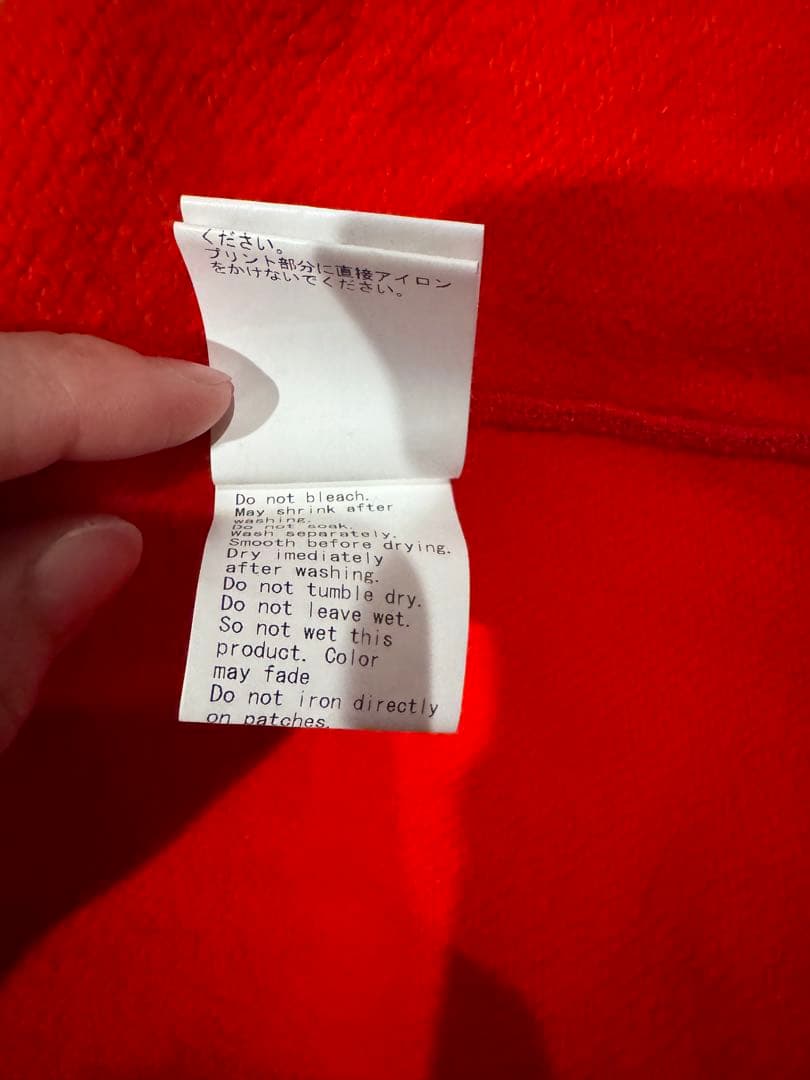 ください。
プリント部分に直接アイロン
をかけないでください。
Do not bleach.
May shrink after
washing.
Do not soak.
Wash separately.
Smooth before drying.
Dry imediately
after washing.
Do not tumble dry.
Do not leave wet.
So not wet this
product. Color
may fade
Do not iron directly
on patches.